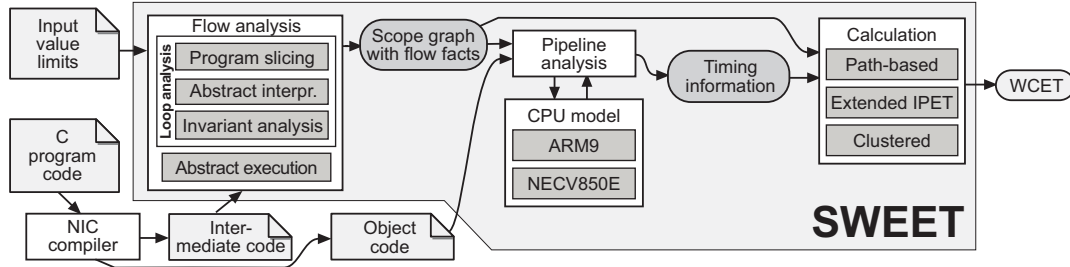 Input
value
limits
Flow analysis
Loop analysis
Program slicing
Abstract interpr.
Invariant analysis
Abstract execution
Scope graph
with flow facts
Pipeline
analysis
CPU model
ARM9
NECV850E
Timing
information
Calculation
Path-based
Extended IPET
Clustered
WCET
C
program
code
NIC
compiler
Inter-
mediate code
Object
code
SWEET